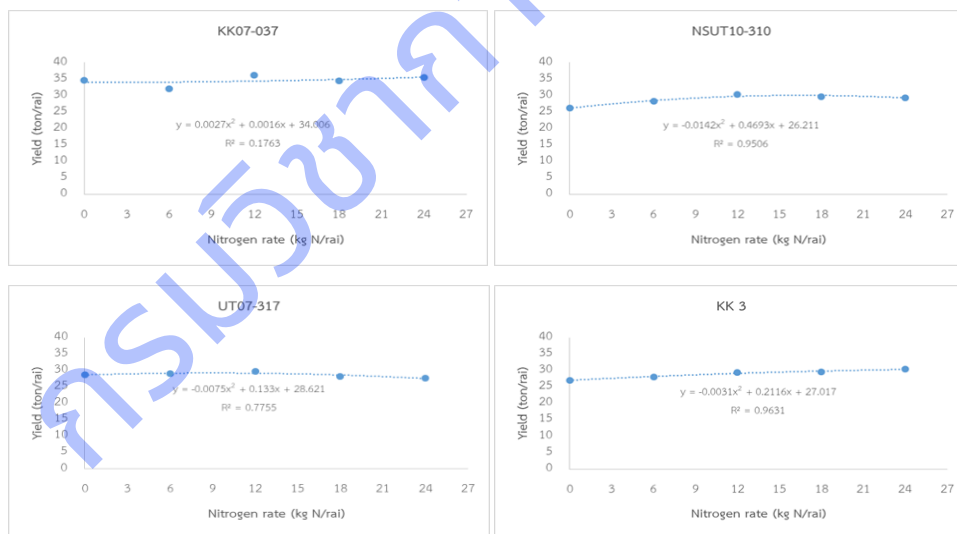 KK07-037
40
35
30
25
20
15
10
5
0
Yield (ton/rai)
y = 0.0027x² + 0.0016x + 34.006
R² = 0.1763
0 3 6 9 12 15 18 21 24 27
Nitrogen rate (kg N/rai)
NSUT10-310
40
35
30
25
20
15
10
5
0
Yield (ton/rai)
y = -0.0142x² + 0.4693x + 26.211
R² = 0.9506
0 3 6 9 12 15 18 21 24 27
Nitrogen rate (kg N/rai)
UT07-317
40
35
30
25
20
15
10
5
0
Yield (ton/rai)
y = -0.0075x² + 0.133x + 28.621
R² = 0.7755
0 3 6 9 12 15 18 21 24 27
Nitrogen rate (kg N/rai)
KK 3
40
35
30
25
20
15
10
5
0
Yield (ton/rai)
y = -0.0031x² + 0.2116x + 27.017
R² = 0.9631
0 3 6 9 12 15 18 21 24 27
Nitrogen rate (kg N/rai)